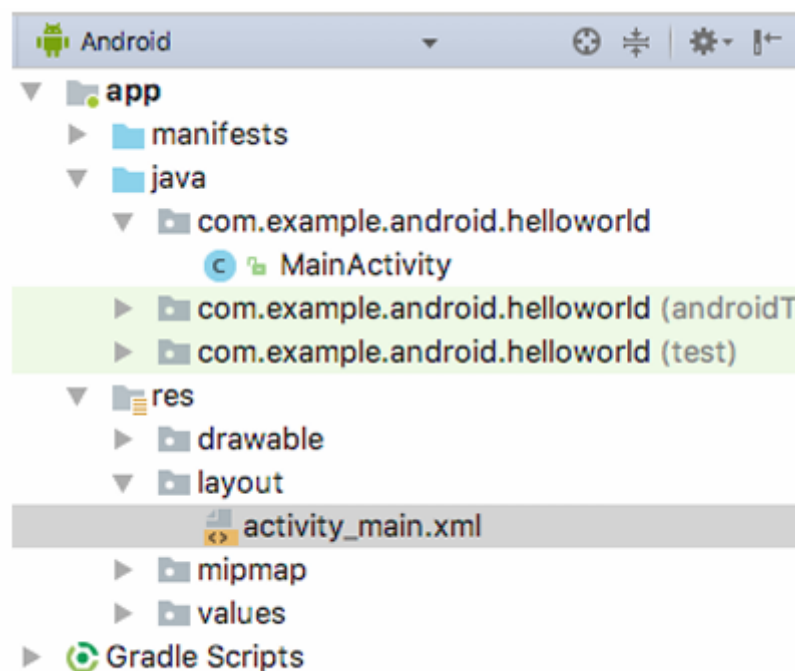 Android
app
manifests
java
com.example.android.helloworld
C MainActivity
com.example.android.helloworld (androidT
com.example.android.helloworld (test)
res
drawable
layout
activity_main.xml
mipmap
values
Gradle Scripts